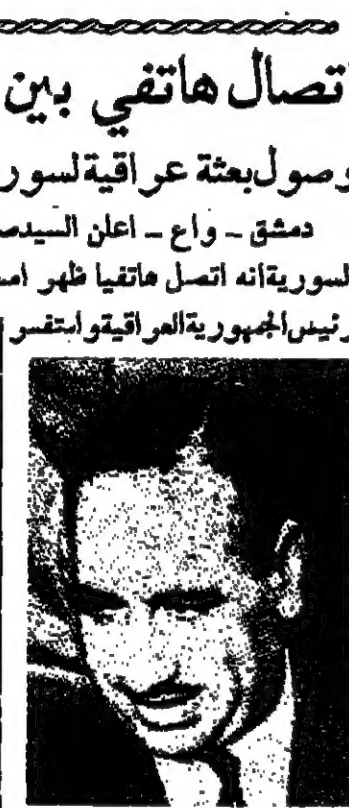 تصال هاتفي بين
وصول بعثة عراقية لسور
دمشق - واع - اعلن السيد
السورية انه اتصل هاتفيا ظهر امس
رئيس الجمهورية العراقية واستفسر